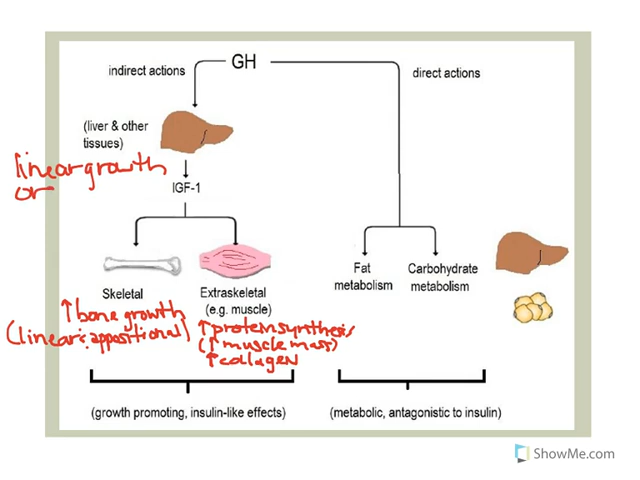 GH
indirect actions
direct actions
(liver & other
tissues)
linear growth
or
IGF-1
Skeletal
Extraskeletal
(e.g. muscle)
Fat
metabolism
Carbohydrate
metabolism
↑ bone growth
(linear & appositional)
↑ protein synthesis
(↑ muscle mass)
↑ collagen
(growth promoting, insulin-like effects)
(metabolic, antagonistic to insulin)
ShowMe.com